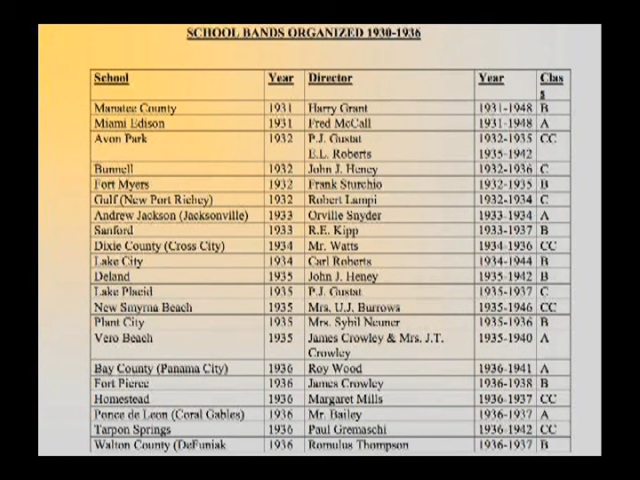 SCHOOL BANDS ORGANIZED 1930-1936
School Year Director Year Clas
s
Manatee County 1931 Harry Grant 1931-1948 B
Miami Edison 1931 Fred McCall 1931-1948 A
Avon Park 1932 P.J. Gustat 1932-1935 CC
E.L. Roberts 1935-1942
Bunnell 1932 John J. Heney 1932-1936 C
Fort Myers 1932 Frank Sturchio 1932-1935 B
Gulf (New Port Richey) 1932 Robert Lampi 1932-1934 C
Andrew Jackson (Jacksonville) 1933 Orville Snyder 1933-1934 A
Sanford 1933 R.E. Kipp 1933-1937 B
Dixie County (Cross City) 1934 Mr. Watts 1934-1936 CC
Lake City 1934 Carl Roberts 1934-1944 B
Deland 1935 John J. Heney 1935-1942 B
Lake Placid 1935 P.J. Gustat 1935-1937 C
New Smyrna Beach 1935 Mrs. U.J. Burrows 1935-1946 CC
Plant City 1935 Mrs. Sybil Neuner 1935-1936 B
Vero Beach 1935 James Crowley & Mrs. J.T. 1935-1940 A
Crowley
Bay County (Panama City) 1936 Roy Wood 1936-1941 A
Fort Pierce 1936 James Crowley 1936-1938 B
Homestead 1936 Margaret Mills 1936-1937 CC
Ponce de Leon (Coral Gables) 1936 Mr. Bailey 1936-1937 A
Tarpon Springs 1936 Paul Gremaschi 1936-1942 CC
Walton County (DeFuniak 1936 Romulus Thompson 1936-1937 B